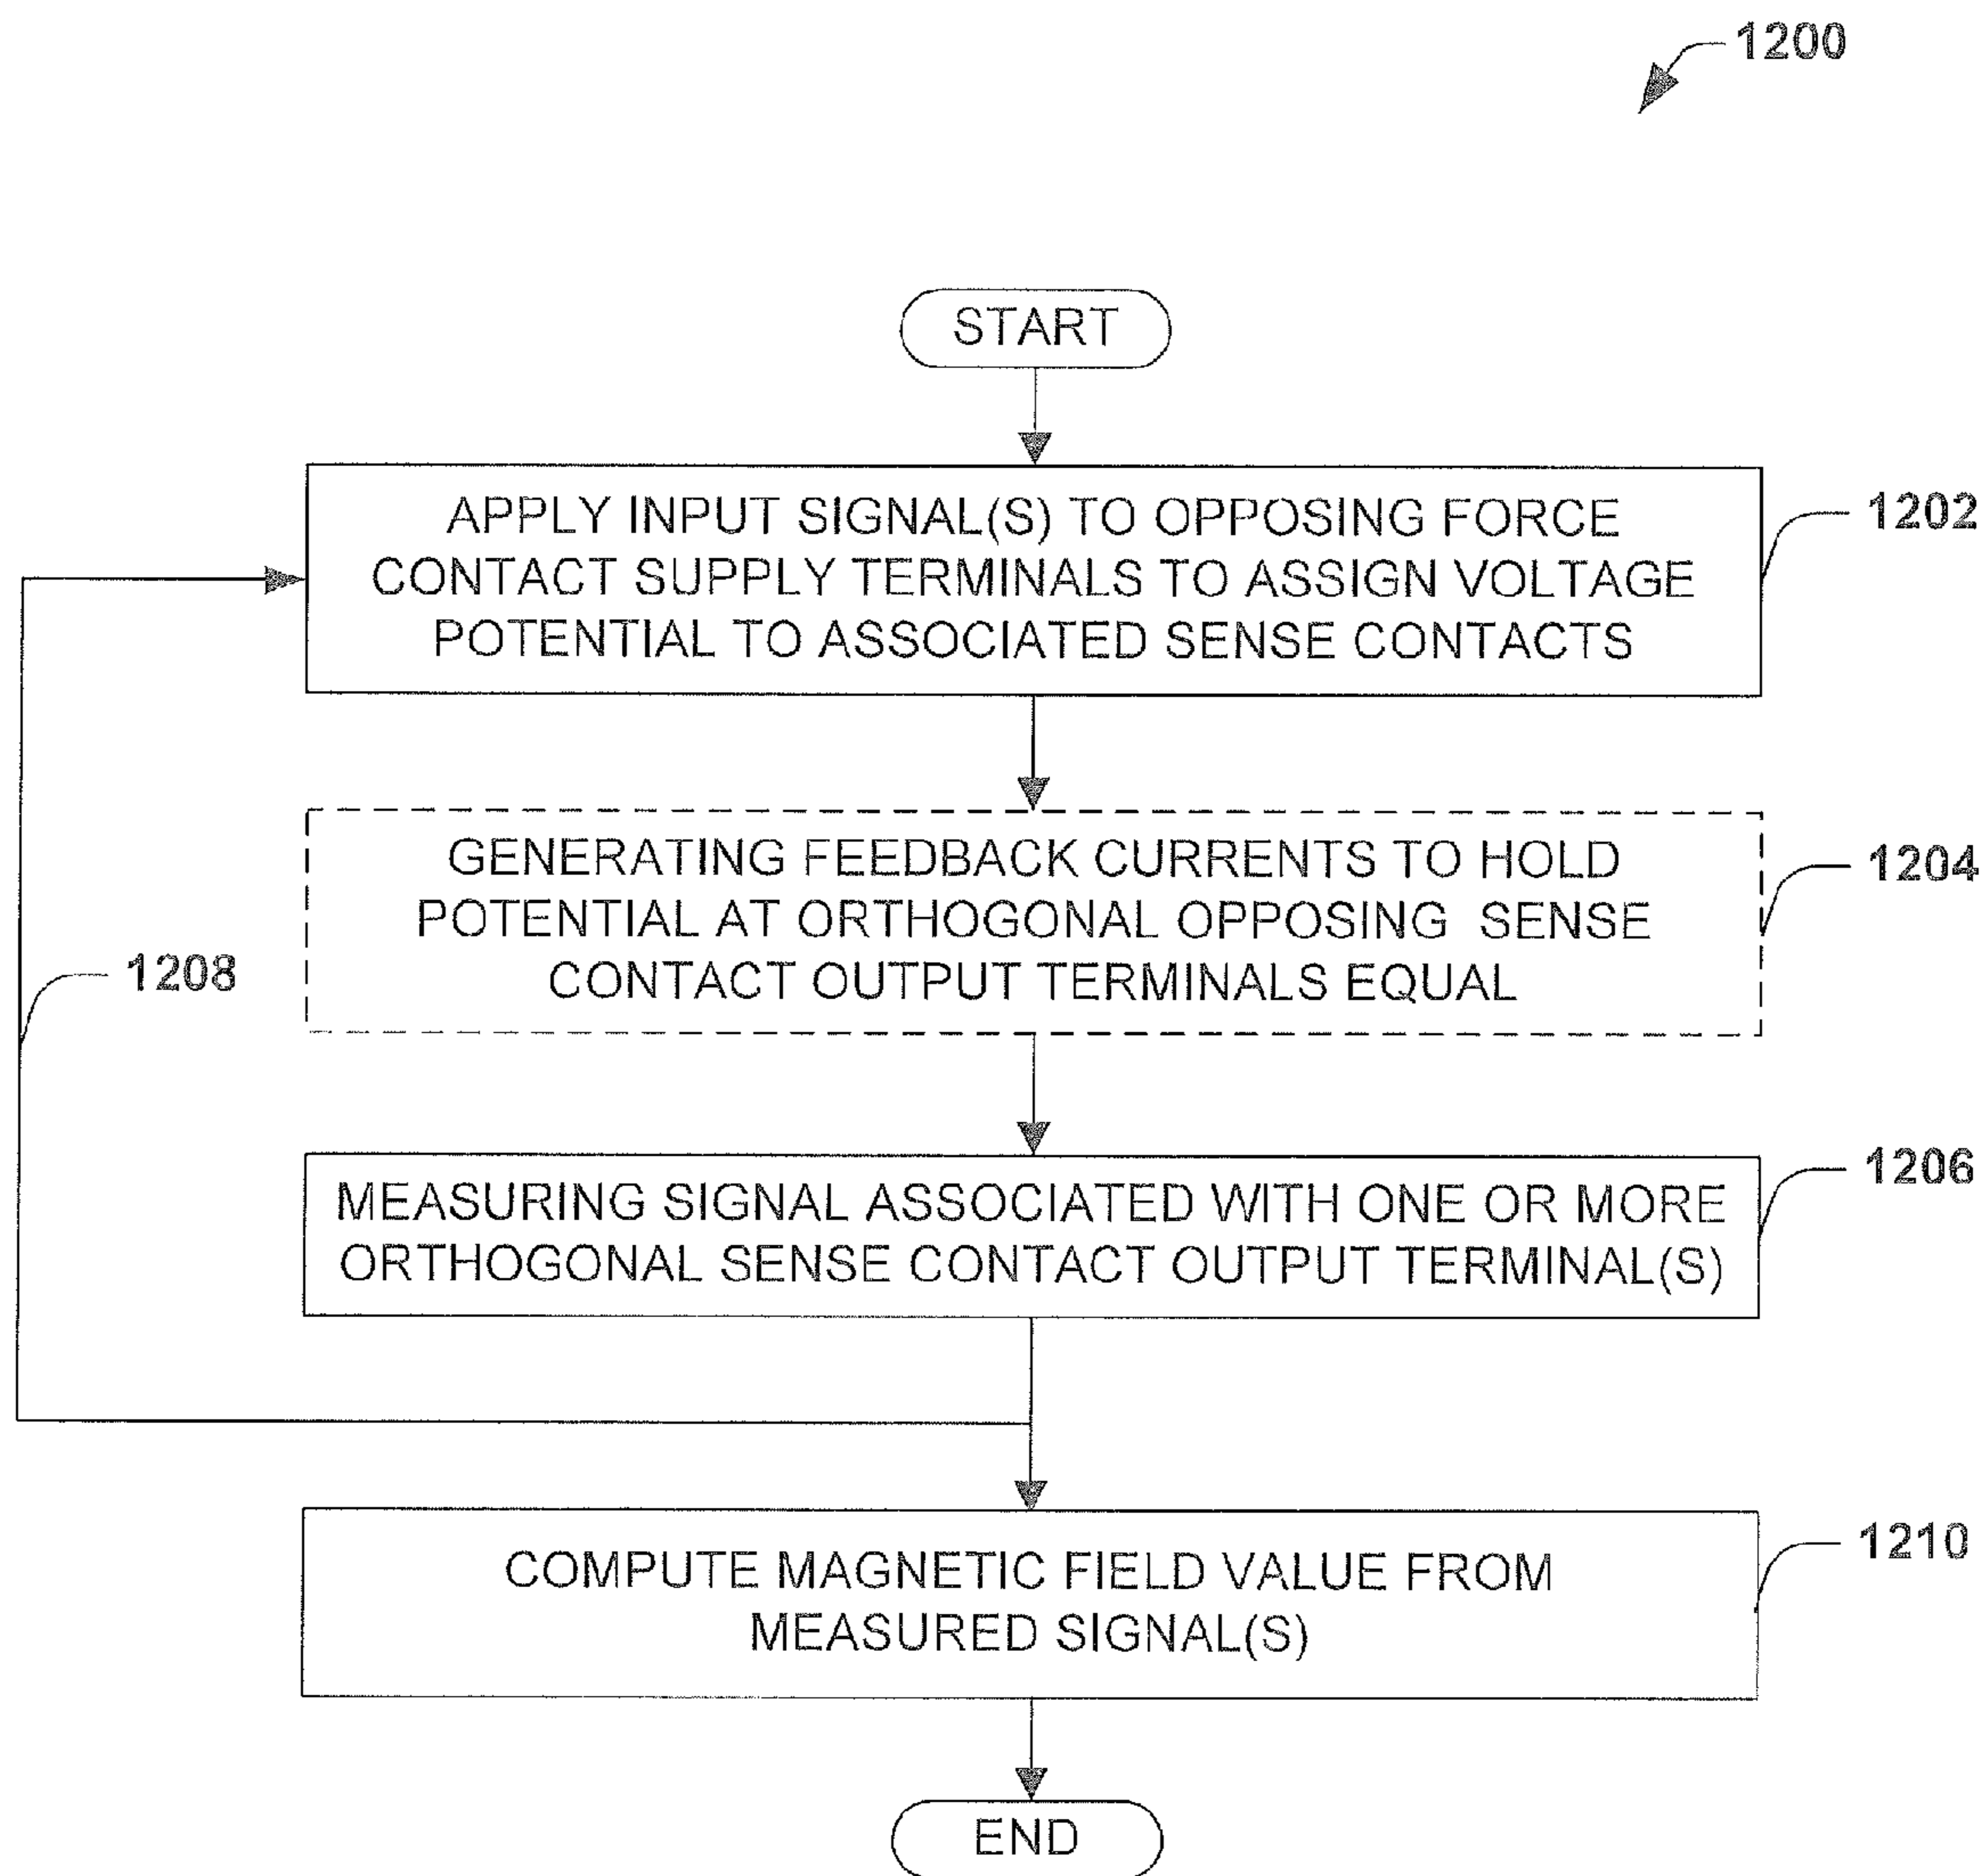 1200
START
APPLY INPUT SIGNAL(S) TO OPPOSING FORCE
CONTACT SUPPLY TERMINALS TO ASSIGN VOLTAGE
POTENTIAL TO ASSOCIATED SENSE CONTACTS
1202
GENERATING FEEDBACK CURRENTS TO HOLD
POTENTIAL AT ORTHOGONAL OPPOSING SENSE
CONTACT OUTPUT TERMINALS EQUAL
1204
1208
MEASURING SIGNAL ASSOCIATED WITH ONE OR MORE
ORTHOGONAL SENSE CONTACT OUTPUT TERMINAL(S)
1206
COMPUTE MAGNETIC FIELD VALUE FROM
MEASURED SIGNAL(S)
1210
END